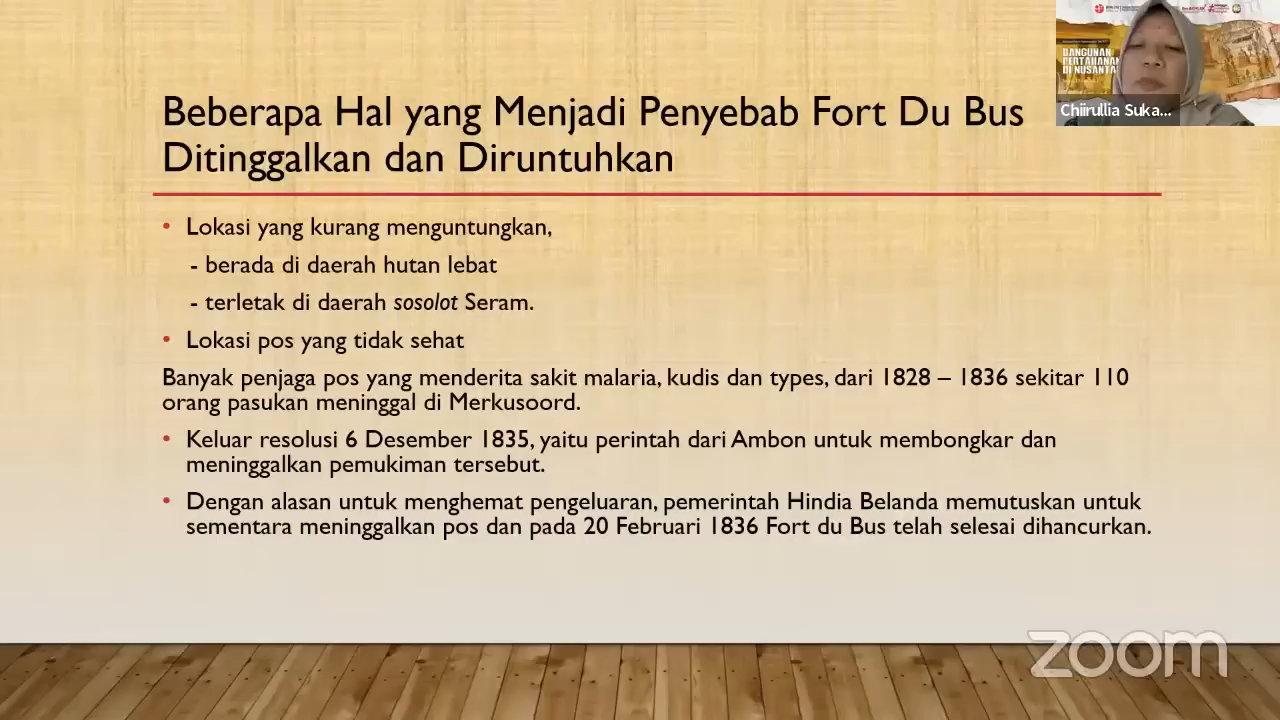 Beberapa Hal yang Menjadi Penyebab Fort Du Bus
Ditinggalkan dan Diruntuhkan
• Lokasi yang kurang menguntungkan,
- berada di daerah hutan lebat
- terletak di daerah sosolot Seram.
• Lokasi pos yang tidak sehat
Banyak penjaga pos yang menderita sakit malaria, kudis dan types, dari 1828 – 1836 sekitar 110
orang pasukan meninggal di Merkusoord.
• Keluar resolusi 6 Desember 1835, yaitu perintah dari Ambon untuk membongkar dan
meninggalkan pemukiman tersebut.
• Dengan alasan untuk menghemat pengeluaran, pemerintah Hindia Belanda memutuskan untuk
sementara meninggalkan pos dan pada 20 Februari 1836 Fort du Bus telah selesai dihancurkan.
BANGUNAN
PERTAHANAN
DI NUSANTA
Chiirullia Suka...
zoom